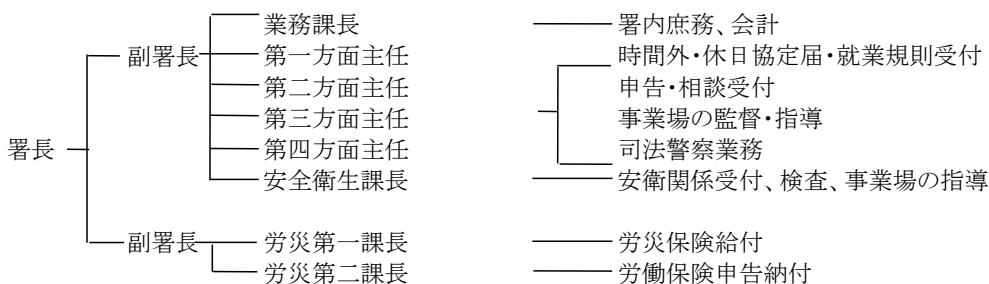 業務課長 署内庶務、会計
副署長 第一方面主任 時間外・休日協定届・就業規則受付
第二方面主任 申告・相談受付
第三方面主任 事業場の監督・指導
署長 第四方面主任 司法警察業務
安全衛生課長 安衛関係受付、検査、事業場の指導
副署長 労災第一課長 労災保険給付
労災第二課長 労働保険申告納付